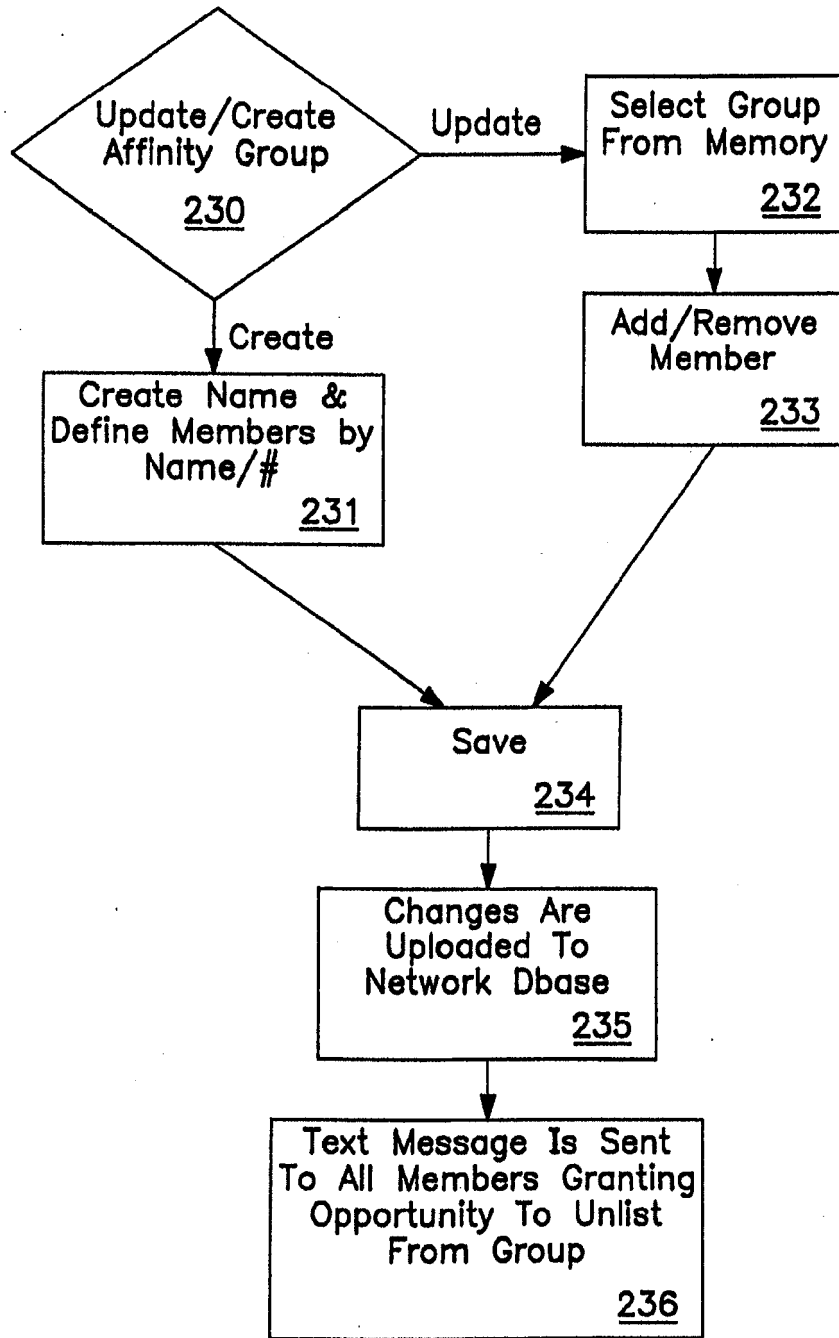 Update/Create
Affinity Group
230
Update
Select Group
From Memory
232
Create
Add/Remove
Member
233
Create Name &
Define Members by
Name/#
231
Save
234
Changes Are
Uploaded To
Network Dbase
235
Text Message Is Sent
To All Members Granting
Opportunity To Unlist
From Group
236